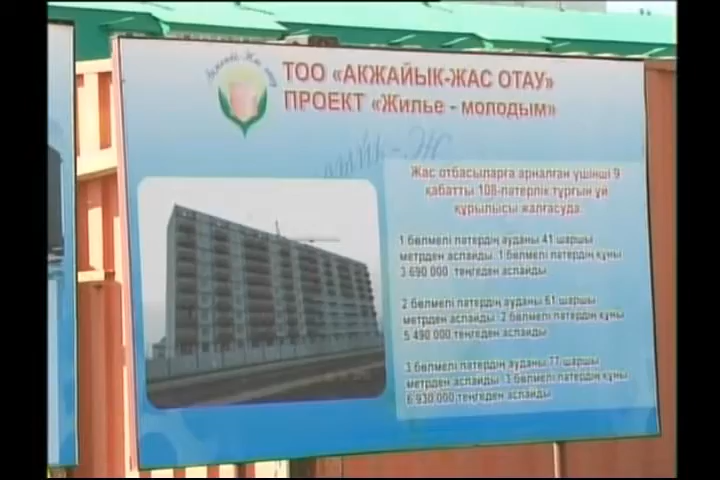 ТОО «АКЖАЙЫК-ЖАС ОТАУ»
ПРОЕКТ «Жилье - молодым»
Жас отбасыларға арналған үшінші 9
қабатты 108-пәтерлік тұрғын үй
құрылысы жалғасуда.
1 бөлмелі пәтердің ауданы 41 шаршы
метрден аспайды. 1 бөлмелі пәтердің құны
3 690 000 теңгеден аспайды.
2 бөлмелі пәтердің ауданы 61 шаршы
метрден аспайды. 2 бөлмелі пәтердің құны
5 490 000 теңгеден аспайды.
3 бөлмелі пәтердің ауданы 77 шаршы
метрден аспайды. 3 бөлмелі пәтердің құны
6 930 000 теңгеден аспайды.